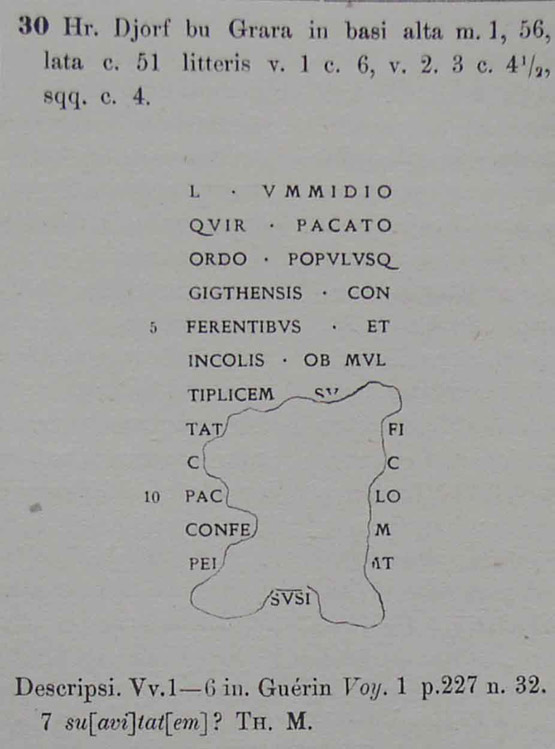 30 Hr. Djorf bu Grara in basi alta m. 1, 56,
lata c. 51 litteris v. 1 c. 6, v. 2. 3 c. 4¹/₂,
sqq. c. 4.
L · VMMIDIO
QVIR · PACATO
ORDO · POPVLVSQ
GIGTHENSIS · CON
5 FERENTIBVS · ET
INCOLIS · OB MVL
TIPLICEM SV
TAT FI
C C
10 PAC LO
CONFE M
PEI AT
SVSI
Descripsi. Vv. 1—6 in. Guérin Voy. 1 p. 227 n. 32.
7 su[avi]tat[em]? TH. M.